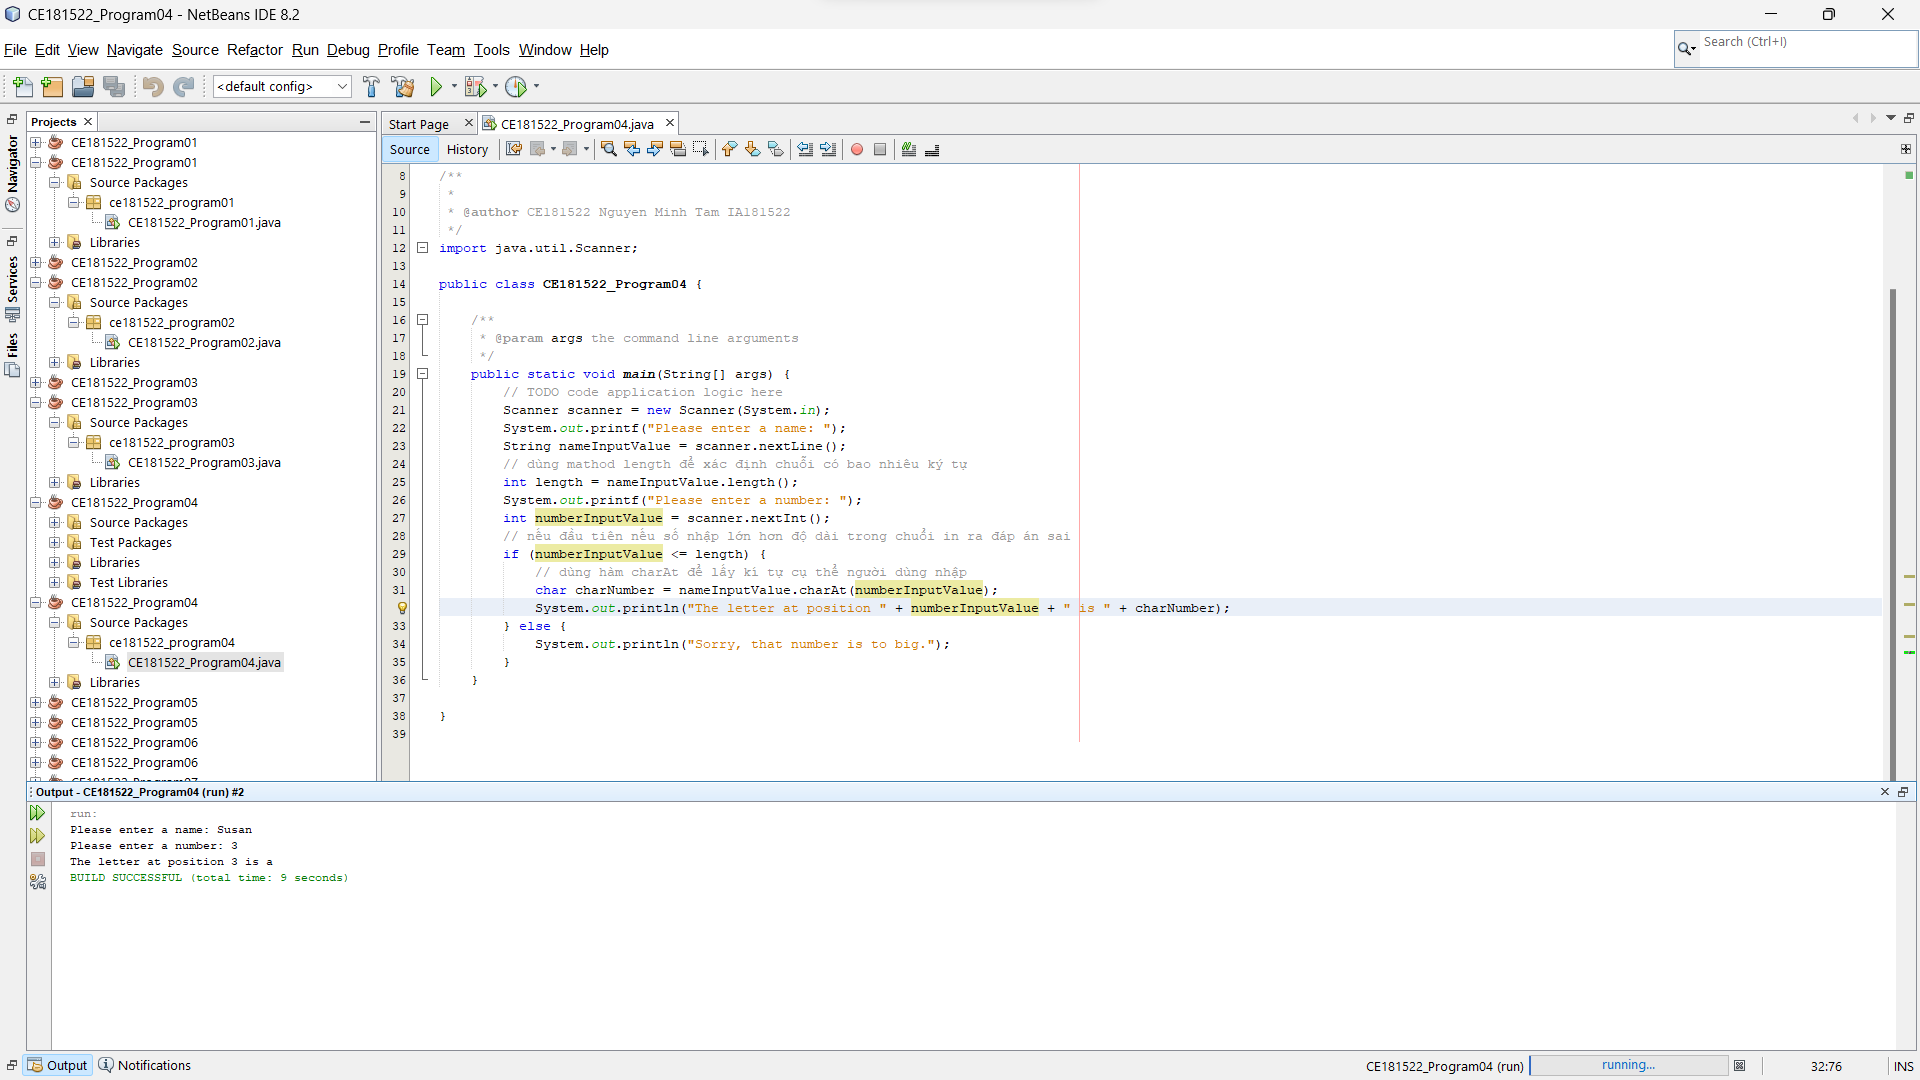 CE181522_Program04 - NetBeans IDE 8.2
File Edit View Navigate Source Refactor Run Debug Profile Team Tools Window Help
Search (Ctrl+I)
<default config>
Projects
Navigator
Services
Files
CE181522_Program01
CE181522_Program01
Source Packages
ce181522_program01
CE181522_Program01.java
Libraries
CE181522_Program02
CE181522_Program02
Source Packages
ce181522_program02
CE181522_Program02.java
Libraries
CE181522_Program03
CE181522_Program03
Source Packages
ce181522_program03
CE181522_Program03.java
Libraries
CE181522_Program04
Source Packages
Test Packages
Libraries
Test Libraries
CE181522_Program04
Source Packages
ce181522_program04
CE181522_Program04.java
Libraries
CE181522_Program05
CE181522_Program05
CE181522_Program06
CE181522_Program06
Start Page CE181522_Program04.java
Source History
8 /**
9 *
10 * @author CE181522 Nguyen Minh Tam IA181522
11 */
12 import java.util.Scanner;
13
14 public class CE181522_Program04 {
15
16 /**
17 * @param args the command line arguments
18 */
19 public static void main(String[] args) {
20 // TODO code application logic here
21 Scanner scanner = new Scanner(System.in);
22 System.out.printf("Please enter a name: ");
23 String nameInputValue = scanner.nextLine();
24 // dùng mathod length để xác định chuỗi có bao nhiêu ký tự
25 int length = nameInputValue.length();
26 System.out.printf("Please enter a number: ");
27 int numberInputValue = scanner.nextInt();
28 // nếu đầu tiên nếu số nhập lớn hơn độ dài trong chuỗi in ra đáp án sai
29 if (numberInputValue <= length) {
30 // dùng hàm charAt để lấy kí tự cụ thể người dùng nhập
31 char charNumber = nameInputValue.charAt(numberInputValue);
System.out.println("The letter at position " + numberInputValue + " is " + charNumber);
33 } else {
34 System.out.println("Sorry, that number is to big.");
35 }
36 }
37
38 }
39
Output - CE181522_Program04 (run) #2
run:
Please enter a name: Susan
Please enter a number: 3
The letter at position 3 is a
BUILD SUCCESSFUL (total time: 9 seconds)
Output Notifications
CE181522_Program04 (run) running... 32:76 INS